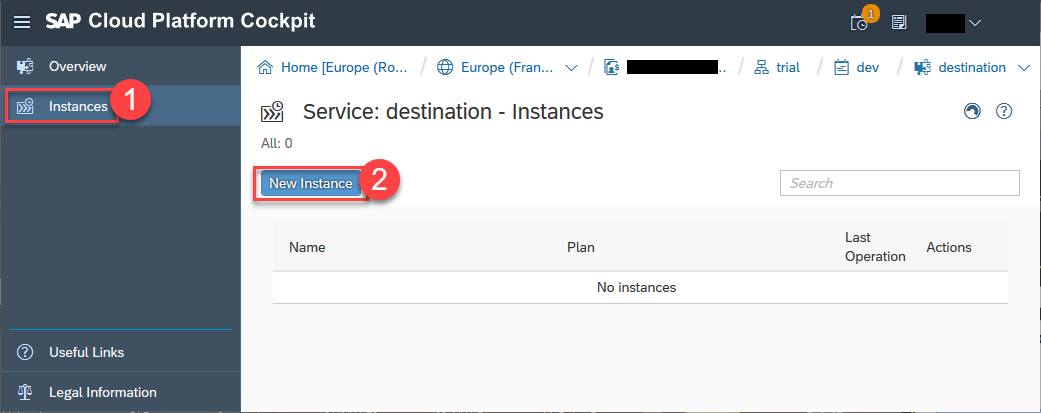 SAP Cloud Platform Cockpit
1
Overview
Instances
1
Home [Europe (Ro... / Europe (Fran... / .. / trial / dev / destination
Service: destination - Instances
All: 0
New Instance
2
Search
Name Plan Last Operation Actions
No instances
Useful Links
Legal Information